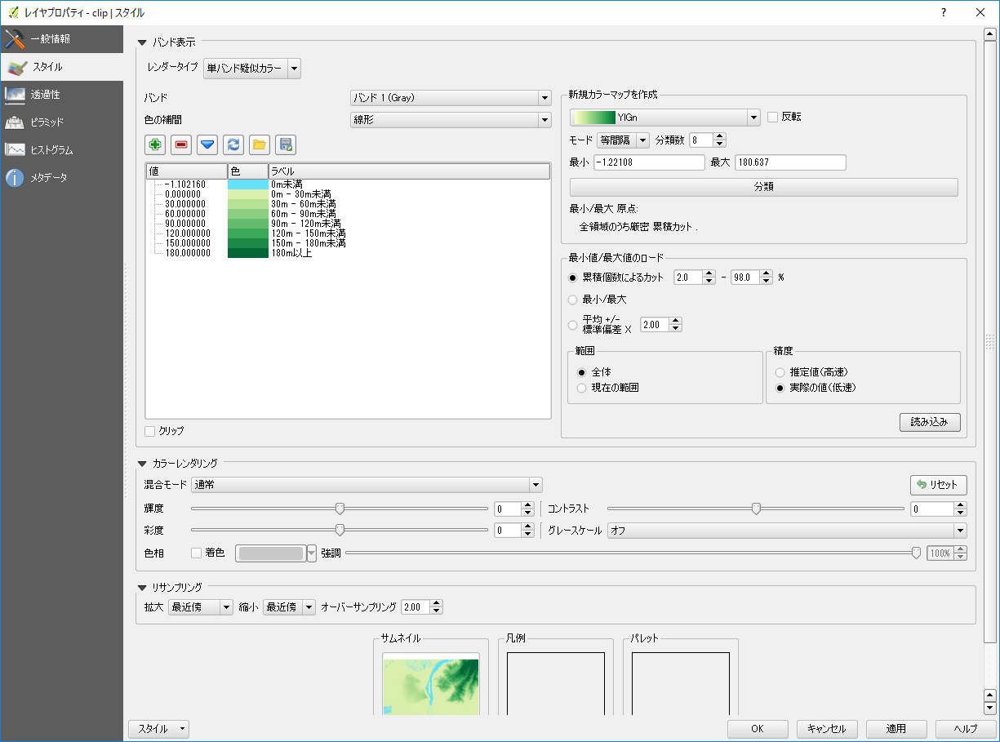 レイヤプロパティ - clip | スタイル
?
一般情報
スタイル
透過性
ピラミッド
ヒストグラム
メタデータ
バンド表示
レンダータイプ 単バンド疑似カラー
バンド バンド 1 (Gray)
色の補間 線形
値 色 ラベル
-1.102160 0m未満
0.000000 0m - 30m未満
30.000000 30m - 60m未満
60.000000 60m - 90m未満
90.000000 90m - 120m未満
120.000000 120m - 150m未満
150.000000 150m - 180m未満
180.000000 180m以上
クリップ
新規カラーマップを作成
YlGn 反転
モード 等間隔 分類数 8
最小 -1.22108 最大 180.637
分類
最小/最大 原点:
全領域のうち厳密 累積カット .
最小値/最大値のロード
累積個数によるカット 2.0 - 98.0 %
最小/最大
平均 +/-
標準偏差 × 2.00
範囲
全体
現在の範囲
精度
推定値(高速)
実際の値(低速)
読み込み
カラーレンダリング
混合モード 通常 リセット
輝度 0 コントラスト 0
彩度 0 グレースケール オフ
色相 着色 強調 100%
リサンプリング
拡大 最近傍 縮小 最近傍 オーバーサンプリング 2.00
サムネイル 凡例 パレット
スタイル OK キャンセル 適用 ヘルプ